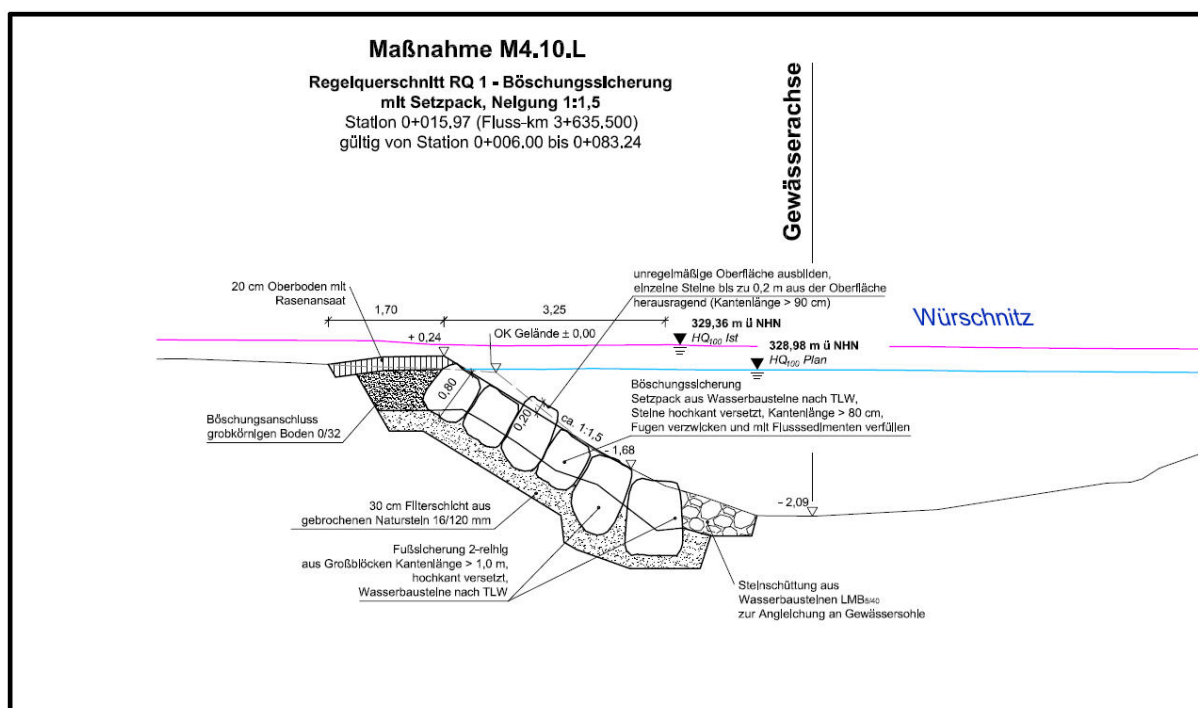 Maßnahme M4.10.L
Regelquerschnitt RQ 1 - Böschungssicherung
mit Setzpack, Neigung 1:1,5
Station 0+015.97 (Fluss-km 3+635.500)
gültig von Station 0+006.00 bis 0+083.24
Gewässerachse
20 cm Oberboden mit
Rasenansaat
unregelmäßige Oberfläche ausbilden,
einzelne Steine bis zu 0,2 m aus der Oberfläche
herausragend (Kantenlänge > 90 cm)
1,70
3,25
+ 0,24
OK Gelände ± 0,00
329,36 m ü NHN
HQ100 Ist
Würschnitz
328,98 m ü NHN
HQ100 Plan
0,80
0,20
ca. 1:1,5
- 1,68
Böschungssicherung
Setzpack aus Wasserbausteine nach TLW,
Steine hochkant versetzt, Kantenlänge > 80 cm,
Fugen verzwicken und mit Flusssedimenten verfüllen
Böschungsanschluss
grobkörnigen Boden 0/32
- 2,09
30 cm Filterschicht aus
gebrochenen Naturstein 16/120 mm
Fußsicherung 2-reihig
aus Großblöcken Kantenlänge > 1,0 m,
hochkant versetzt,
Wasserbausteine nach TLW
Steinschüttung aus
Wasserbausteinen LMB5/40
zur Angleichung an Gewässersohle